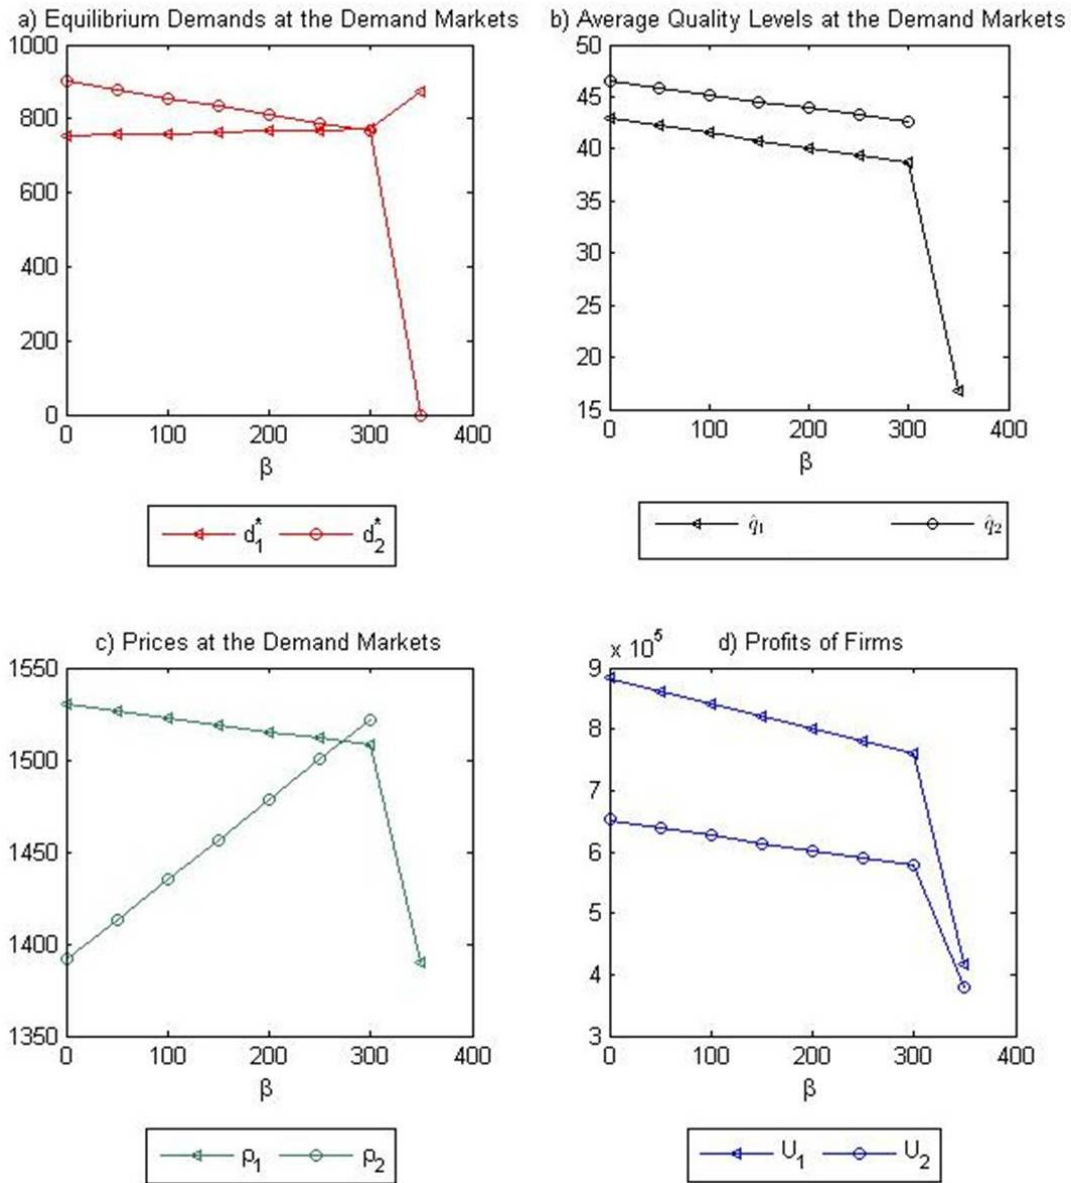 a) Equilibrium Demands at the Demand Markets
1000
800
600
400
200
0
0 100 200 300 400
β
d*1 d*2
b) Average Quality Levels at the Demand Markets
50
45
40
35
30
25
20
15
0 100 200 300 400
β
q̂1 q̂2
c) Prices at the Demand Markets
1550
1500
1450
1400
1350
0 100 200 300 400
β
ρ1 ρ2
d) Profits of Firms
x 10^5
9
8
7
6
5
4
3
0 100 200 300 400
β
U1 U2